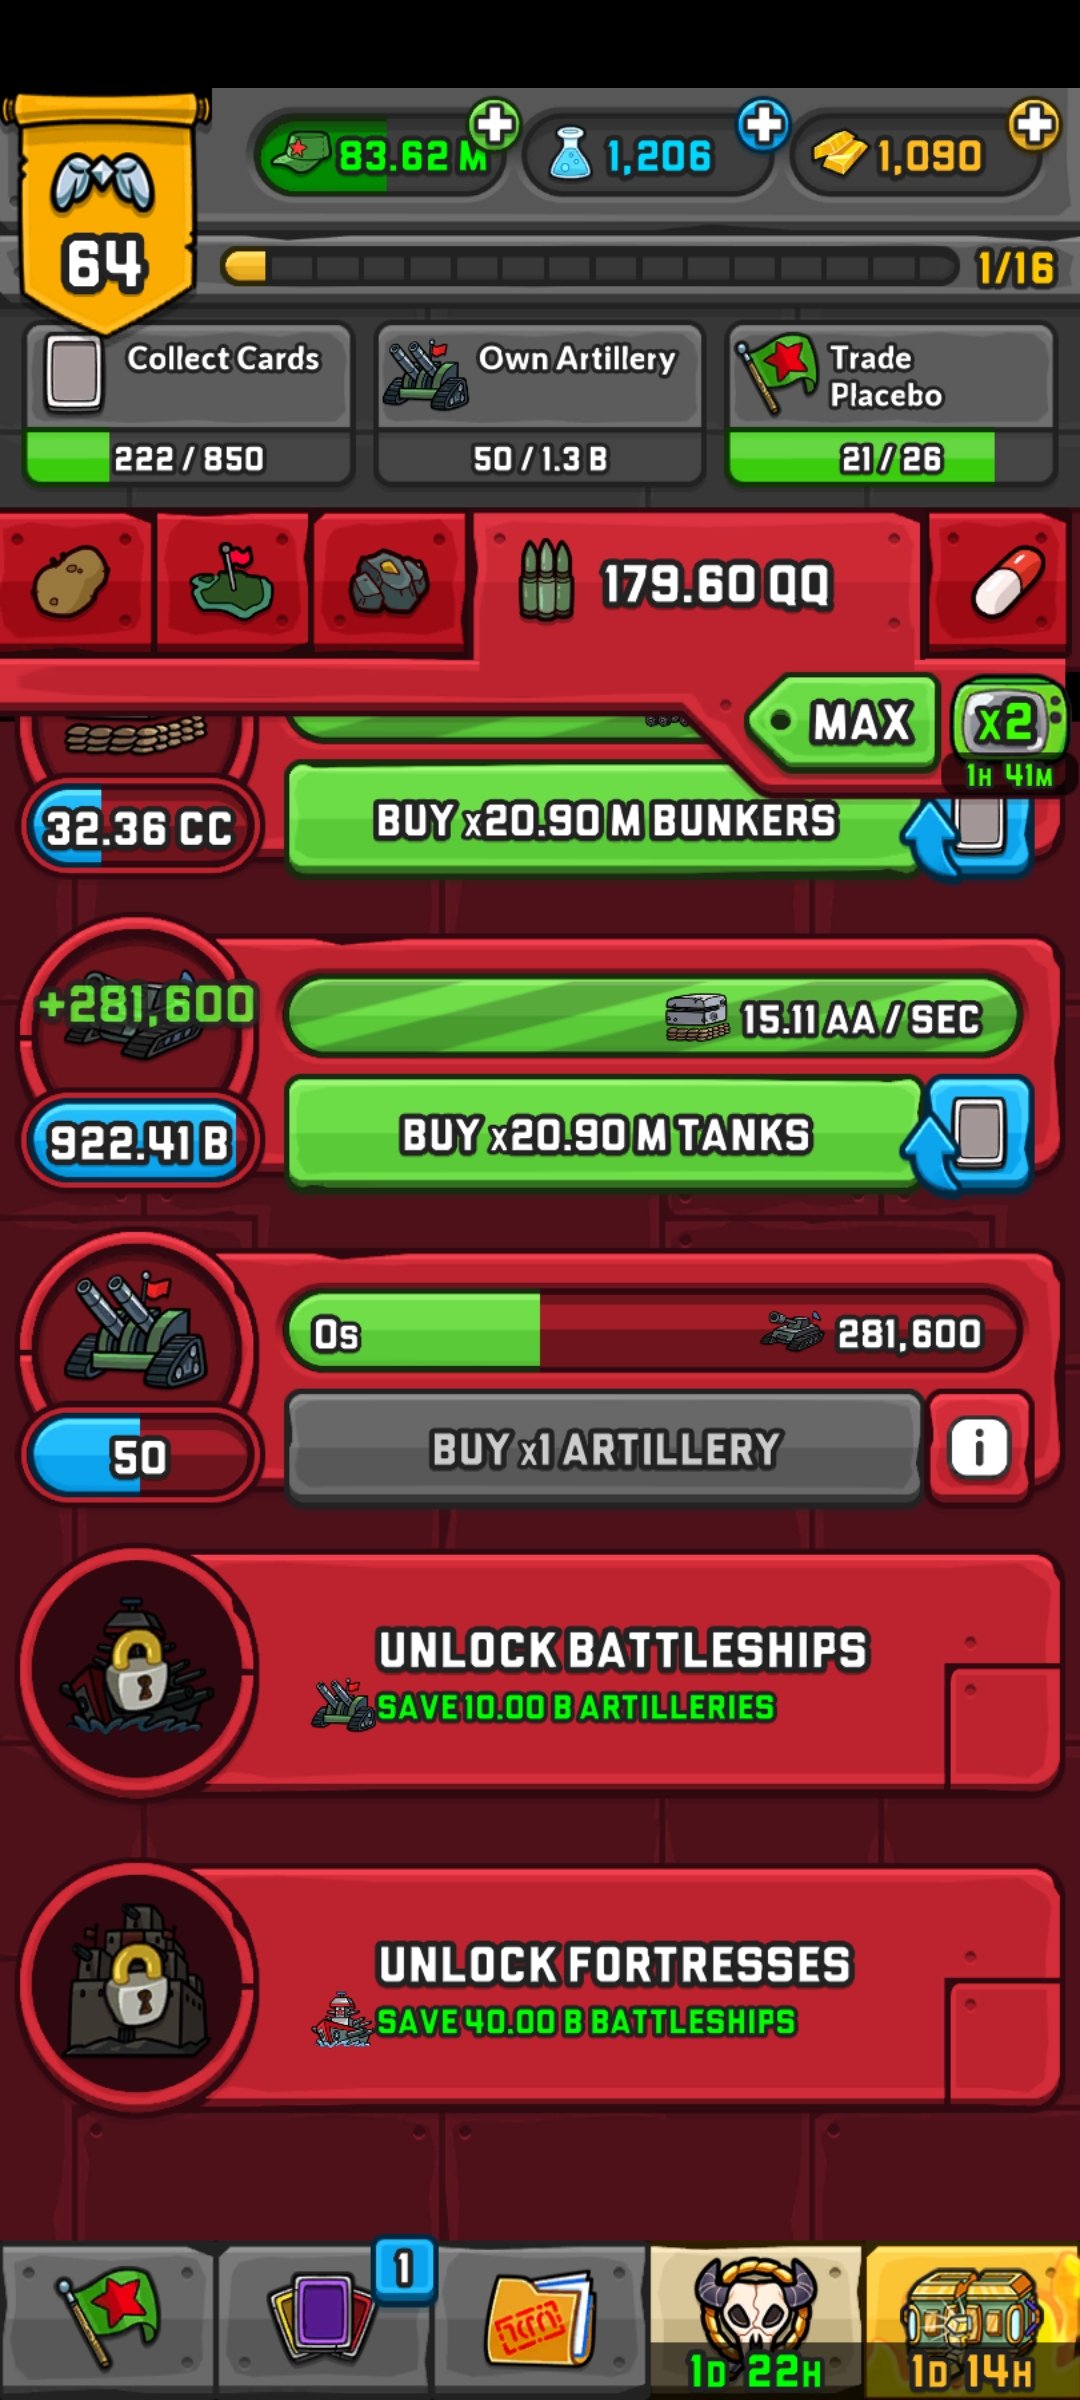 83.62 M
1,206
1,090
64
1/16
Collect Cards
222 / 850
Own Artillery
50 / 1.3 B
Trade
Placebo
21 / 26
179.60 QQ
MAX
x2
1H 41M
32.36 CC
BUY x20.90 M BUNKERS
+281,600
15.11 AA / SEC
922.41 B
BUY x20.90 M TANKS
0s
281,600
50
BUY x1 ARTILLERY
i
UNLOCK BATTLESHIPS
SAVE 10.00 B ARTILLERIES
UNLOCK FORTRESSES
SAVE 40.00 B BATTLESHIPS
1
1D 22H
1D 14H